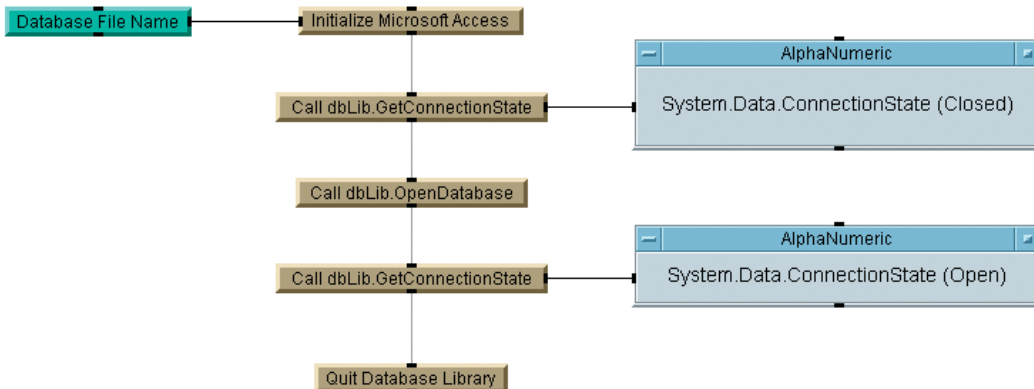 Database File Name
Initialize Microsoft Access
AlphaNumeric
Call dbLib.GetConnectionState
System.Data.ConnectionState (Closed)
Call dbLib.OpenDatabase
AlphaNumeric
Call dbLib.GetConnectionState
System.Data.ConnectionState (Open)
Quit Database Library